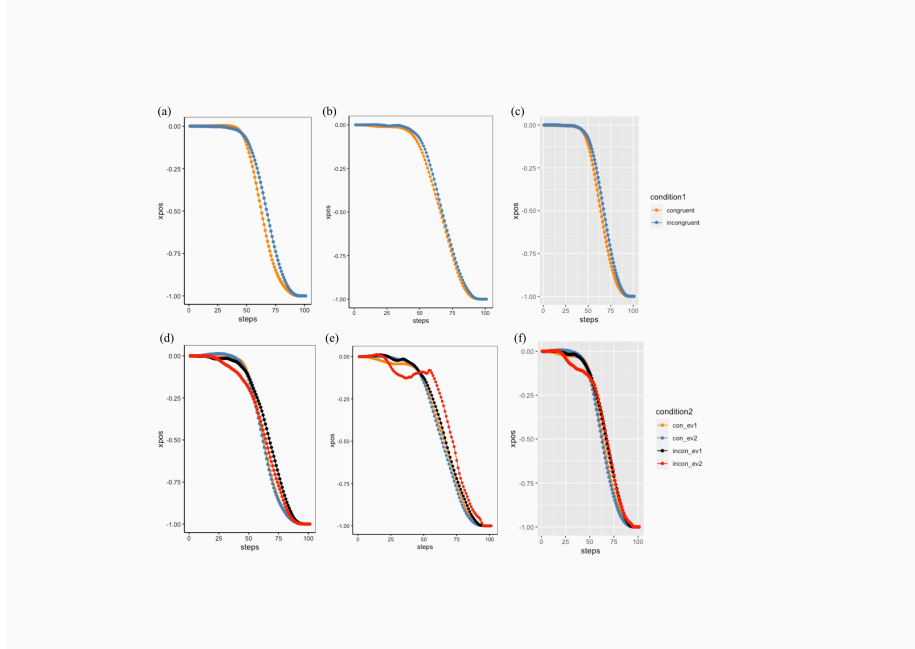 (a)
(b)
(c)
0.00
-0.25
-0.50
-0.75
-1.00
xpos
0
25
50
75
100
steps
0.00
-0.25
-0.50
-0.75
-1.00
xpos
0
25
50
75
100
steps
0.00
-0.25
-0.50
-0.75
-1.00
xpos
0
25
50
75
100
steps
condition1
congruent
incongruent
(d)
(e)
(f)
0.00
-0.25
-0.50
-0.75
-1.00
xpos
0
25
50
75
100
steps
0.00
-0.25
-0.50
-0.75
-1.00
xpos
0
25
50
75
100
steps
0.00
-0.25
-0.50
-0.75
-1.00
xpos
0
25
50
75
100
steps
condition2
con_ev1
con_ev2
incon_ev1
incon_ev2